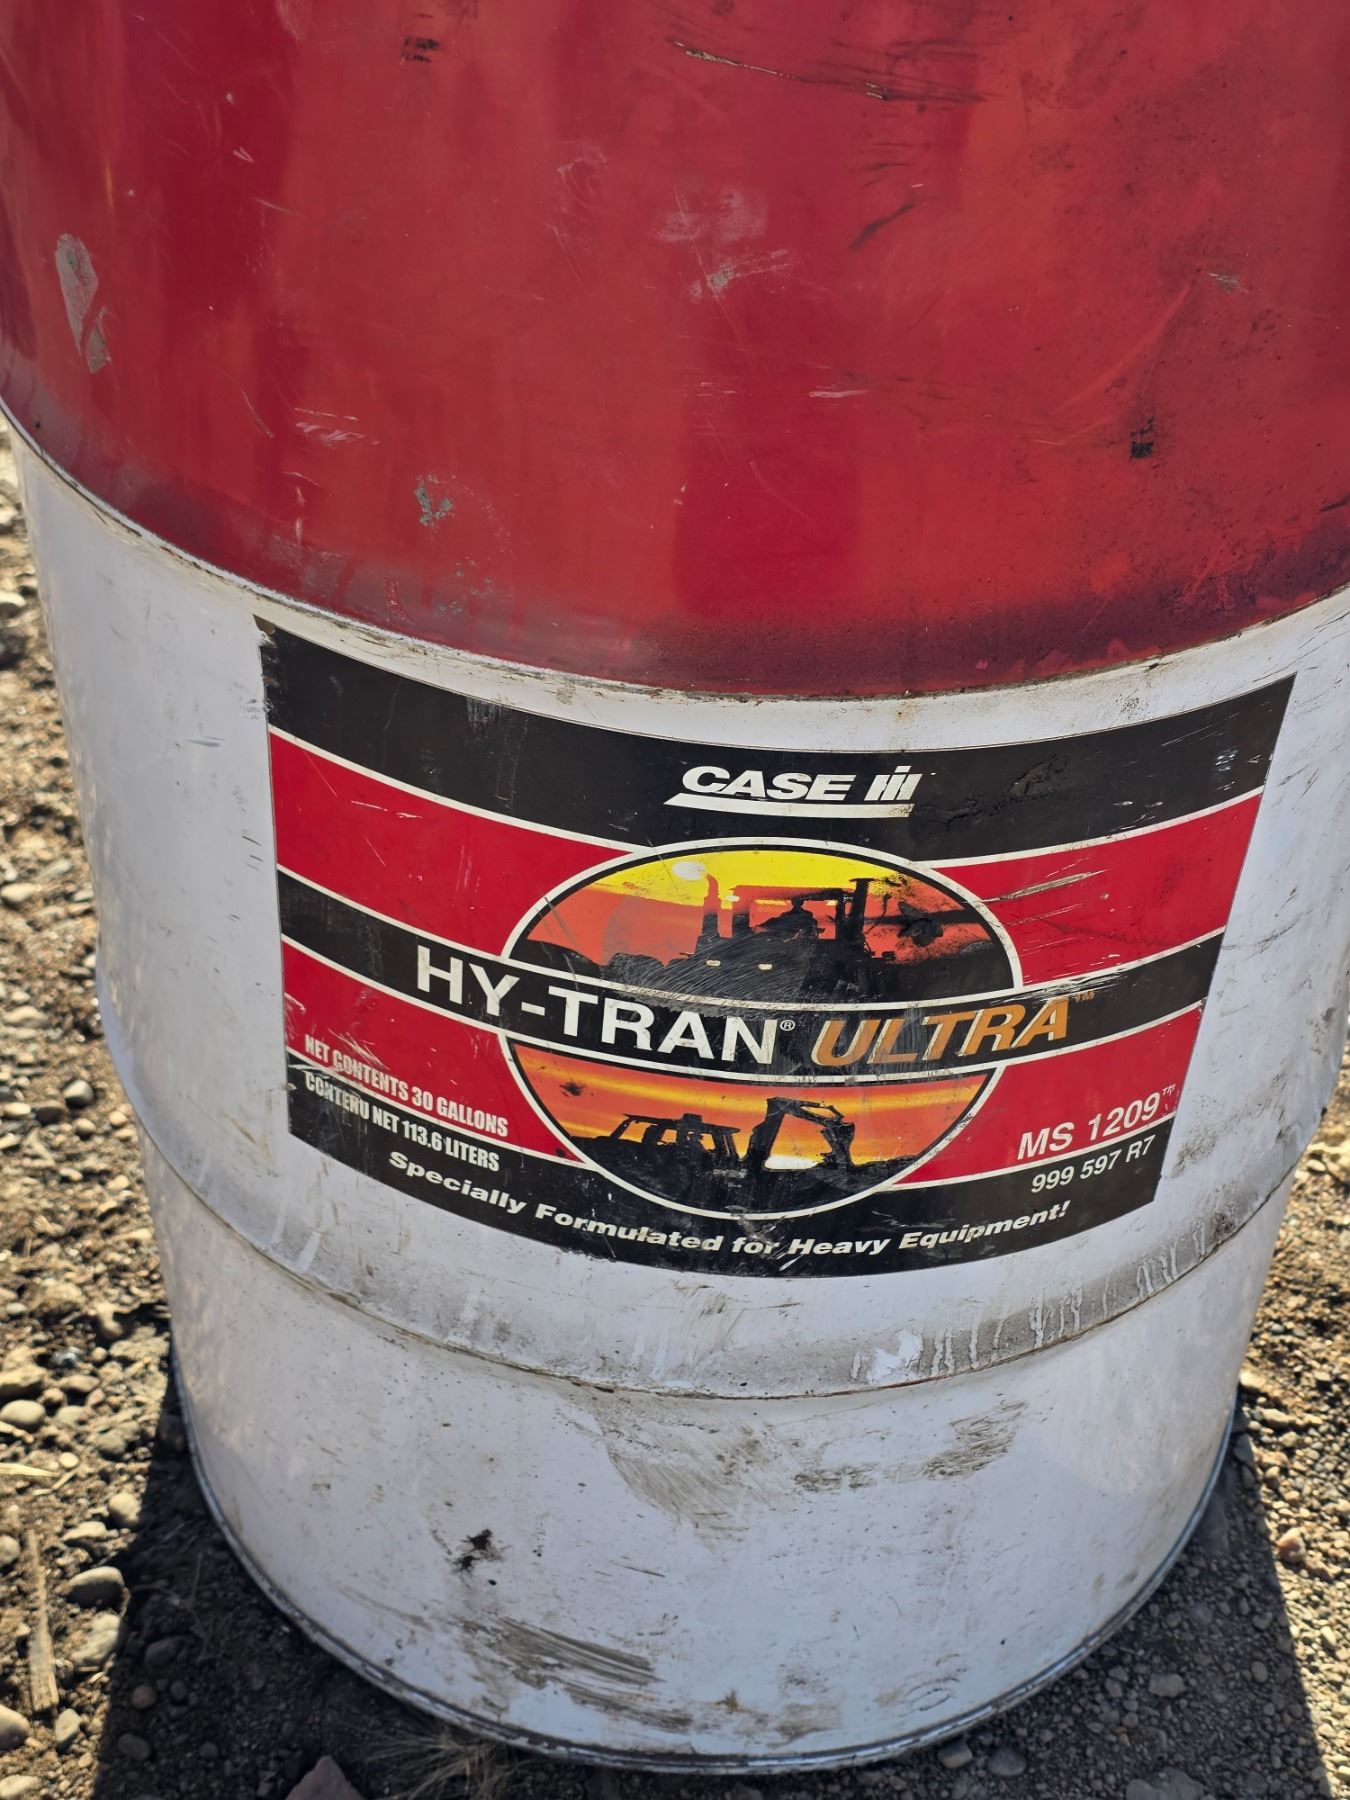 CASE IH
HY-TRAN® ULTRA™
NET CONTENTS 30 GALLONS
CONTENU NET 113.6 LITERS
MS 1209™
999 597 R7
Specially Formulated for Heavy Equipment!